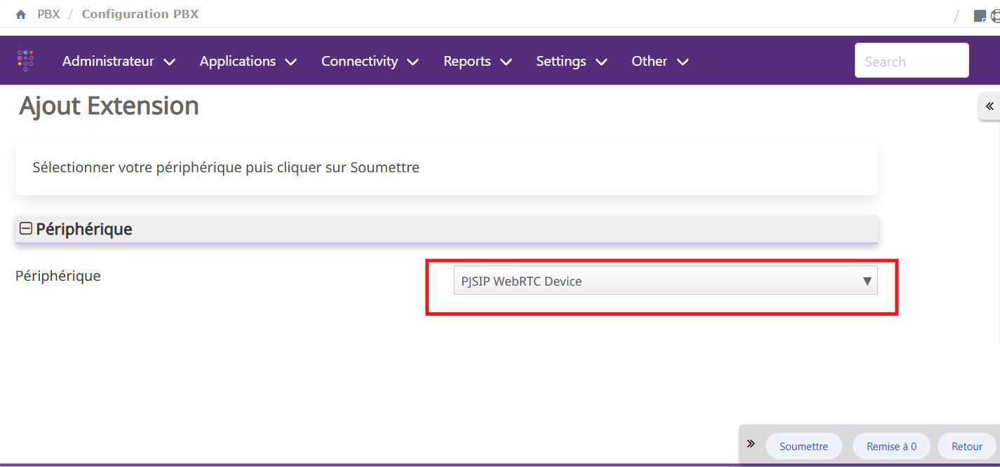 PBX / Configuration PBX /
Administrateur Applications Connectivity Reports Settings Other Search
Ajout Extension
Sélectionner votre périphérique puis cliquer sur Soumettre
Périphérique
Périphérique PJSIP WebRTC Device
Soumettre Remise à 0 Retour